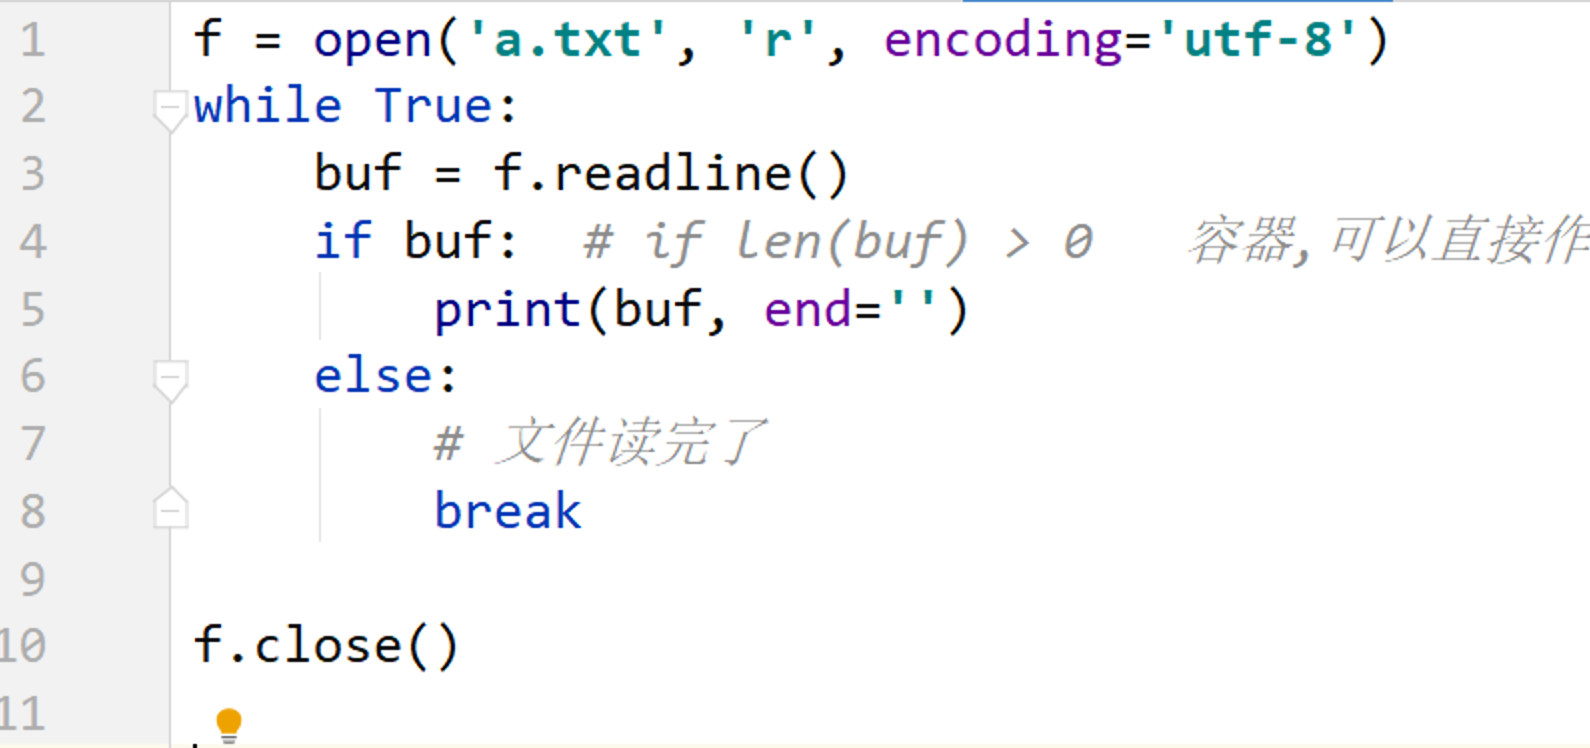 1 f = open('a.txt', 'r', encoding='utf-8')
2 while True:
3     buf = f.readline()
4     if buf:  # if len(buf) > 0   容器,可以直接作
5         print(buf, end='')
6     else:
7         # 文件读完了
8         break
9
10 f.close()
11